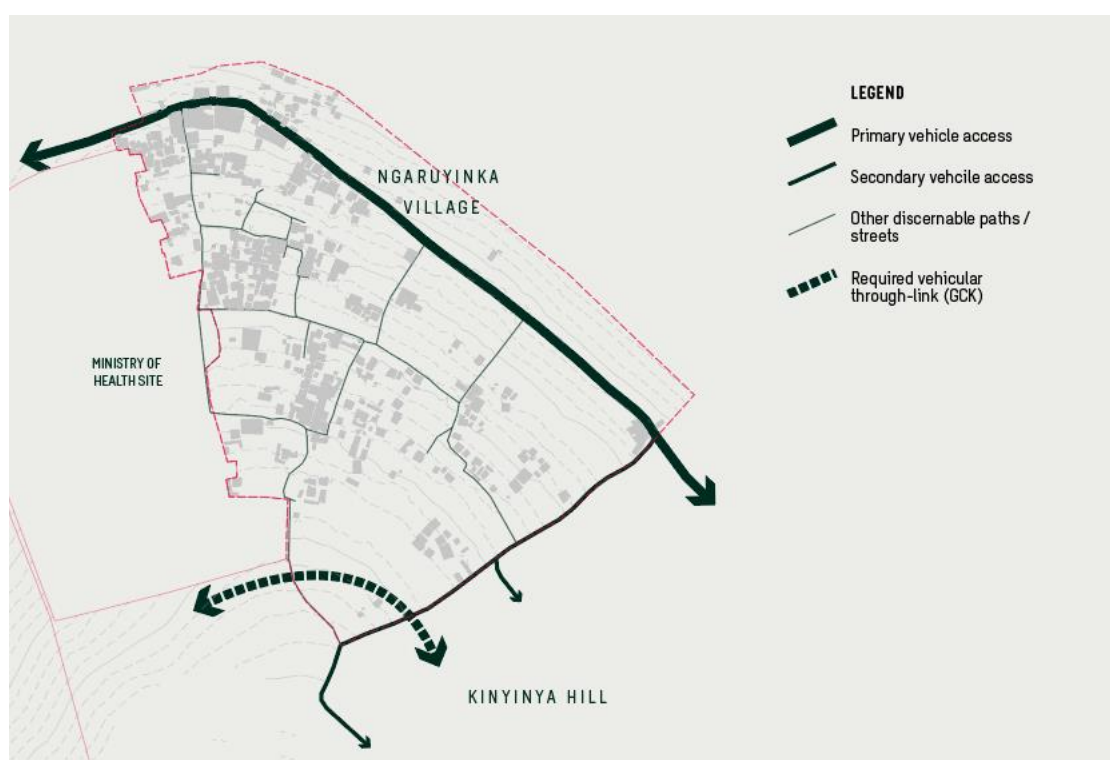 NGARUYINKA
VILLAGE
MINISTRY OF
HEALTH SITE
KINYINYA HILL
LEGEND
Primary vehicle access
Secondary vehcile access
Other discernable paths /
streets
Required vehicular
through-link (GCK)